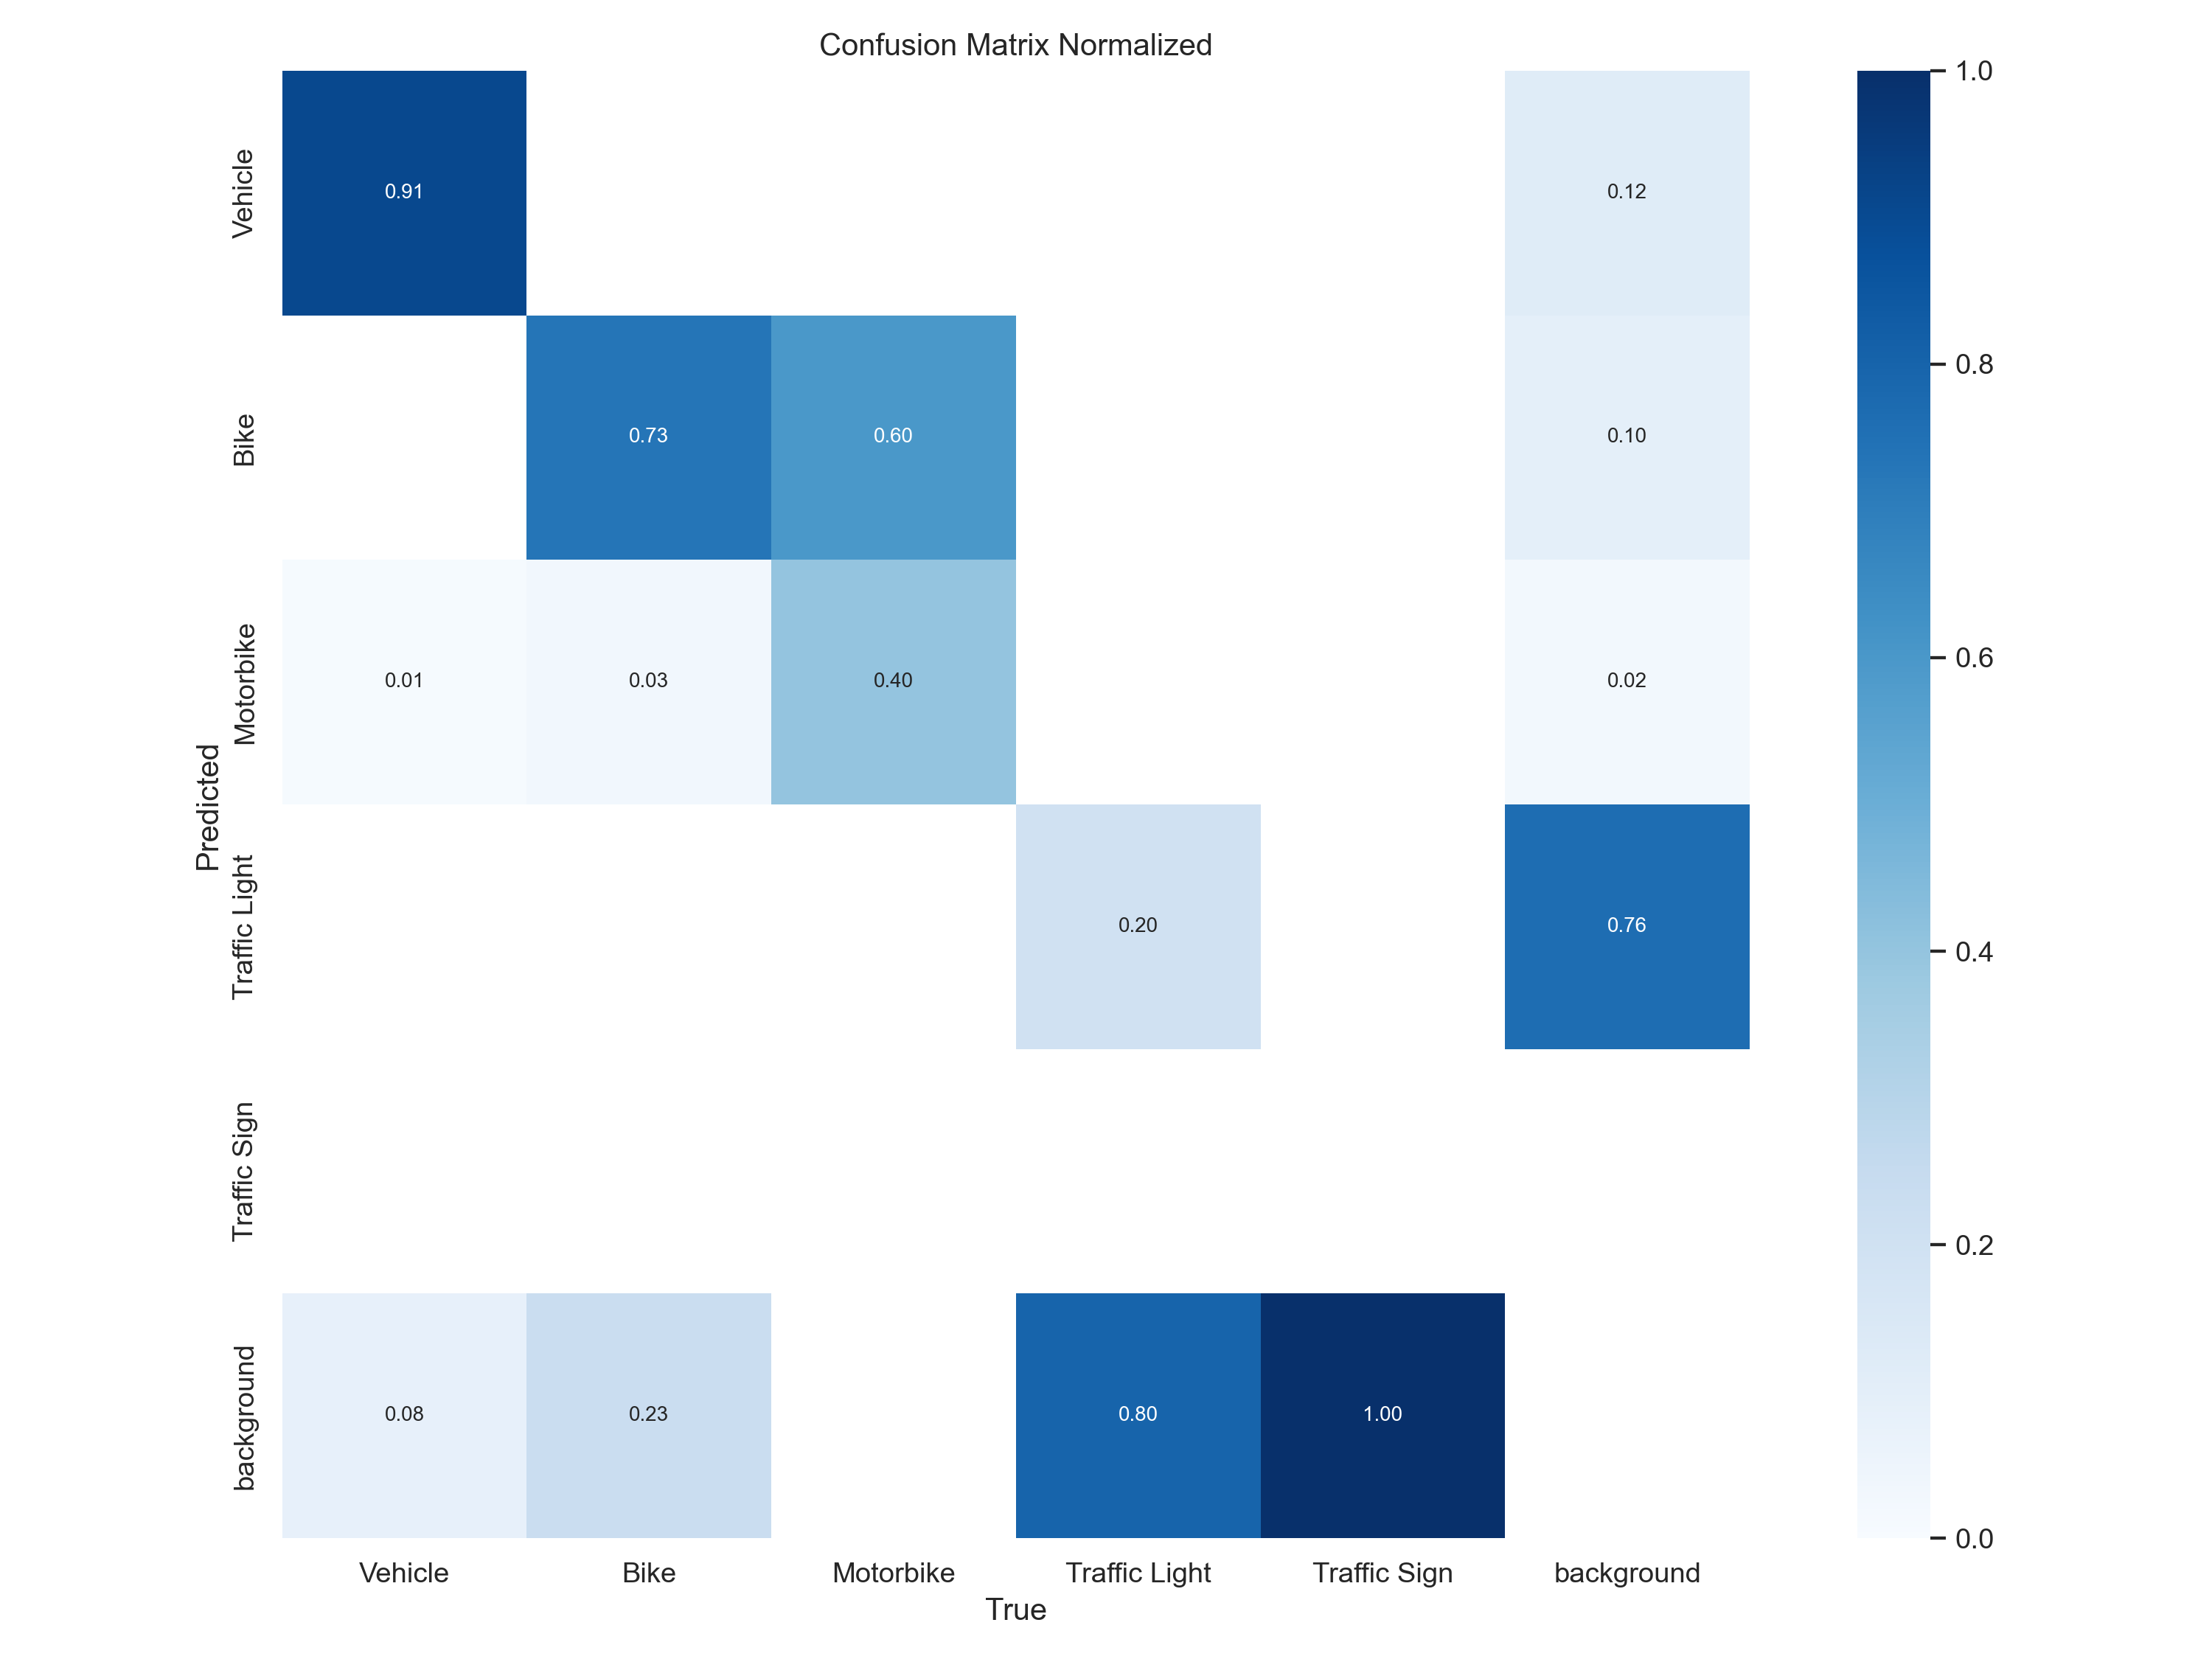 Confusion Matrix Normalized
Vehicle
0.91
0.12
Bike
0.73
0.60
0.10
Motorbike
0.01
0.03
0.40
0.02
Traffic Light
0.20
0.76
Traffic Sign
background
0.08
0.23
0.80
1.00
Predicted
Vehicle
Bike
Motorbike
Traffic Light
Traffic Sign
background
True
1.0
0.8
0.6
0.4
0.2
0.0